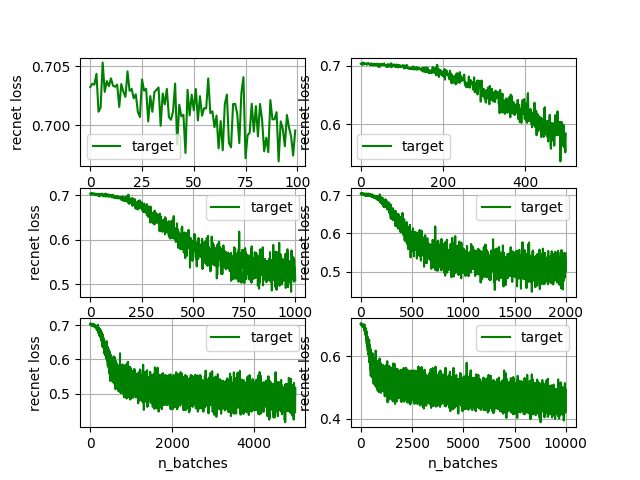 recnet loss
0.705
0.700
target
0 25 50 75 100
recnet loss
0.7
0.6
target
0 200 400
recnet loss
0.7
0.6
0.5
target
0 250 500 750 1000
recnet loss
0.7
0.6
0.5
target
0 500 1000 1500 2000
recnet loss
0.7
0.6
0.5
target
0 2000 4000
n_batches
recnet loss
0.6
0.4
target
0 2500 5000 7500 10000
n_batches